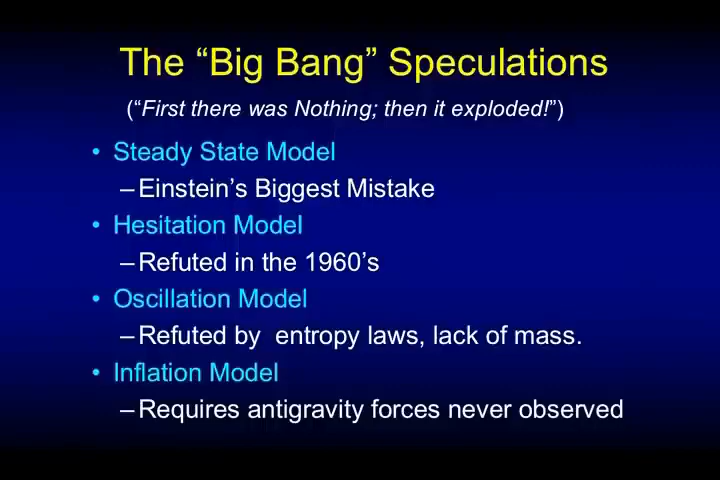 The “Big Bang” Speculations
(“First there was Nothing; then it exploded!”)
• Steady State Model
– Einstein’s Biggest Mistake
• Hesitation Model
– Refuted in the 1960’s
• Oscillation Model
– Refuted by entropy laws, lack of mass.
• Inflation Model
– Requires antigravity forces never observed